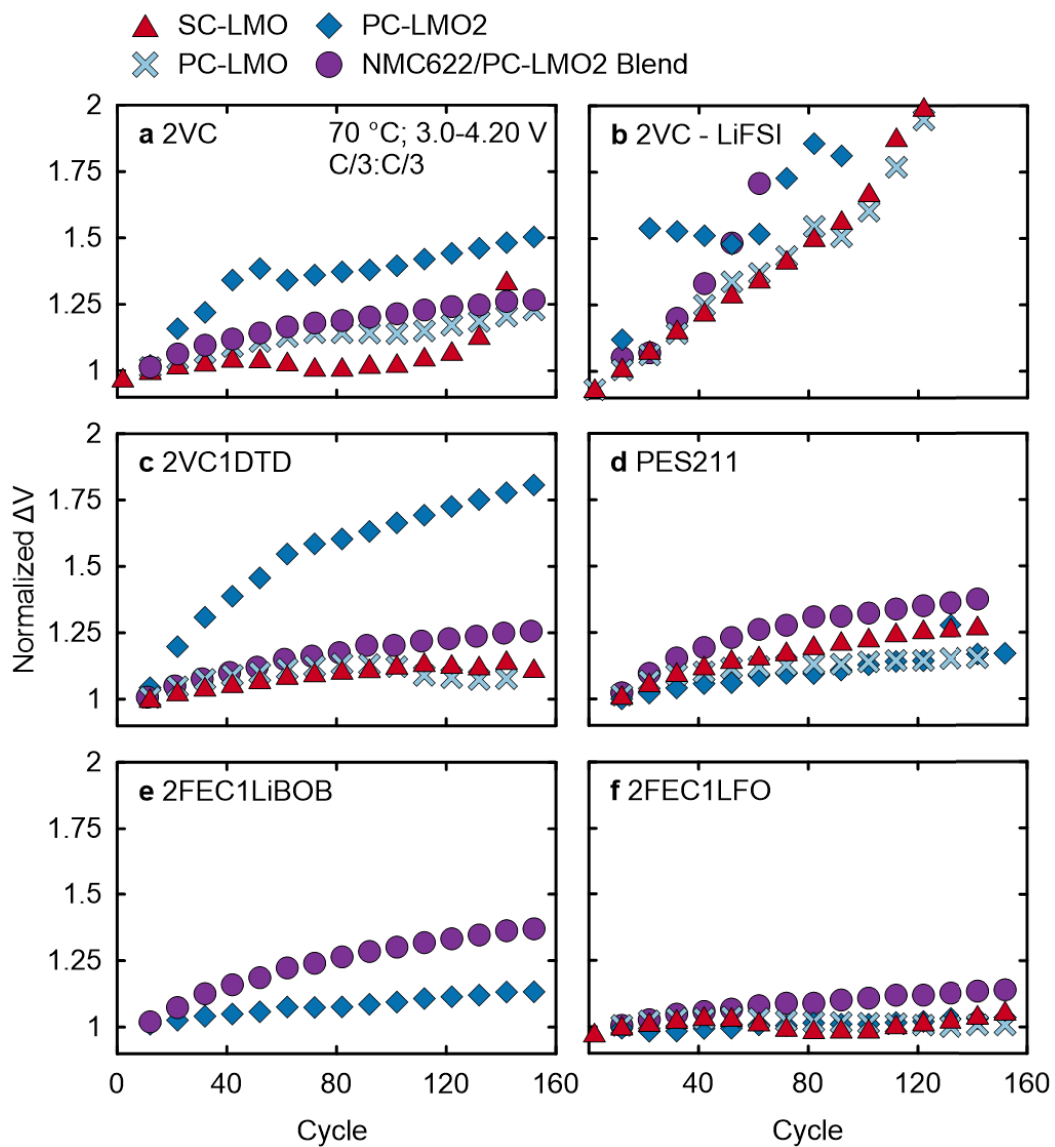 SC-LMO PC-LMO2
PC-LMO NMC622/PC-LMO2 Blend
a 2VC 70 °C; 3.0-4.20 V
C/3:C/3
b 2VC - LiFSI
2
1.75
1.5
1.25
1
c 2VC1DTD
d PES211
2
1.75
1.5
1.25
1
Normalized ΔV
e 2FEC1LiBOB
f 2FEC1LFO
2
1.75
1.5
1.25
1
0 40 80 120 160 40 80 120 160
Cycle Cycle